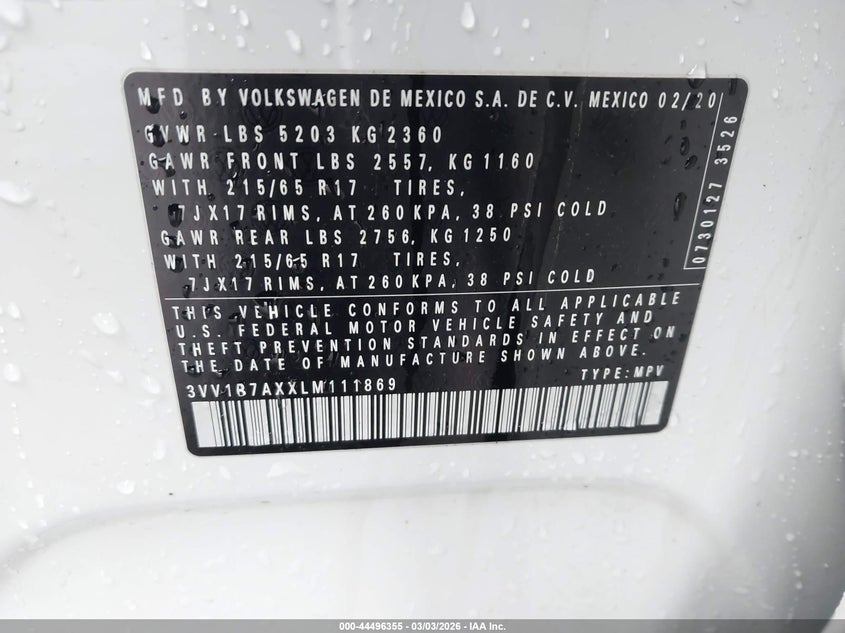 MFD BY VOLKSWAGEN DE MEXICO S.A. DE C.V. MEXICO 02/20
GVWR LBS 5203 KG 2360
GAWR FRONT LBS 2557, KG 1160
WITH 215/65 R17 TIRES,
7JX17 RIMS, AT 260 KPA, 38 PSI COLD
GAWR REAR LBS 2756, KG 1250
WITH 215/65 R17 TIRES,
7JX17 RIMS, AT 260 KPA, 38 PSI COLD
0730127 3526
THIS VEHICLE CONFORMS TO ALL APPLICABLE
U.S. FEDERAL MOTOR VEHICLE SAFETY AND
THEFT PREVENTION STANDARDS IN EFFECT ON
THE DATE OF MANUFACTURE SHOWN ABOVE.
3VV1B7AXXLM111869 TYPE:MPV
000-44496355 - 03/03/2026 - IAA Inc.